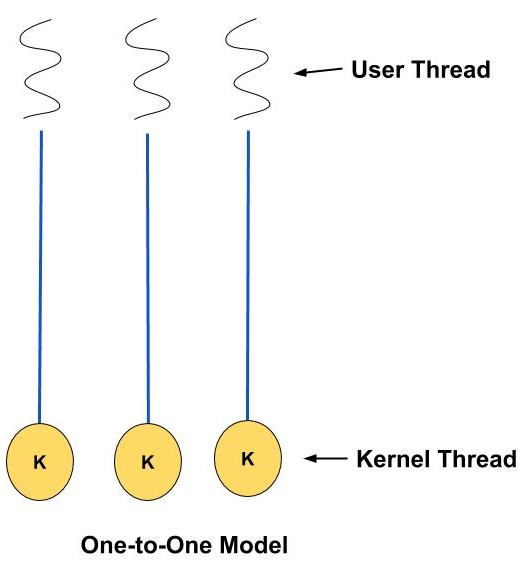 User Thread
K
K
K
Kernel Thread
One-to-One Model